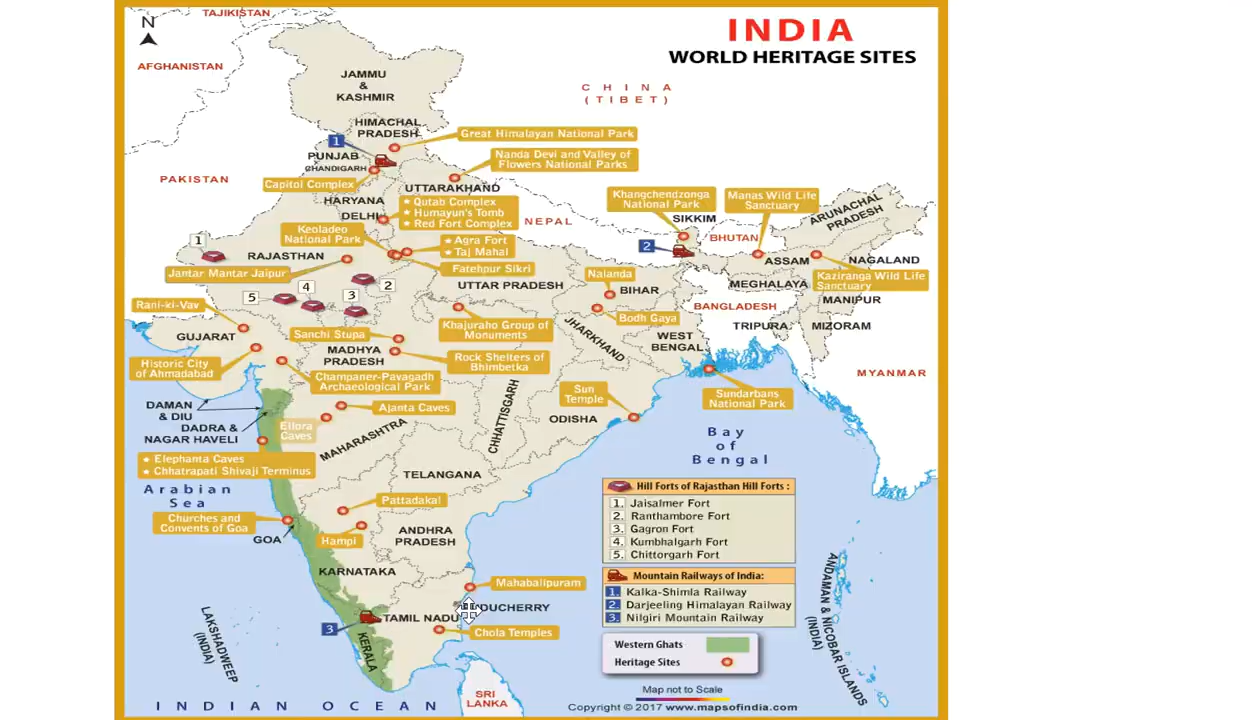 INDIA
WORLD HERITAGE SITES
N
TAJIKISTAN
AFGHANISTAN
JAMMU
&
KASHMIR
C H I N A
(TIBET)
HIMACHAL
PRADESH
Great Himalayan National Park
1
PUNJAB
CHANDIGARH
Nanda Devi and Valley of
Flowers National Parks
PAKISTAN
Capitol Complex
UTTARAKHAND
HARYANA
Qutab Complex
Humayun's Tomb
Red Fort Complex
DELHI
Khangchendzonga
National Park
Manas Wild Life
Sanctuary
ARUNACHAL
PRADESH
SIKKIM
NEPAL
BHUTAN
2
Keoladeo
National Park
1
Agra Fort
Taj Mahal
RAJASTHAN
ASSAM
NAGALAND
Jantar Mantar Jaipur
Fatehpur Sikri
Nalanda
Kaziranga Wild Life
Sanctuary
UTTAR PRADESH
BIHAR
MEGHALAYA
MANIPUR
5
4
3
2
Rani-ki-Vav
BANGLADESH
Bodh Gaya
TRIPURA
MIZORAM
GUJARAT
Sanchi Stupa
Khajuraho Group of
Monuments
JHARKHAND
WEST
BENGAL
MADHYA
PRADESH
Rock Shelters of
Bhimbetka
Historic City
of Ahmadabad
Champaner-Pavagadh
Archaeological Park
MYANMAR
Sun
Temple
Sundarbans
National Park
DAMAN
& DIU
Ajanta Caves
CHHATTISGARH
ODISHA
DADRA &
NAGAR HAVELI
Ellora
Caves
MAHARASHTRA
Bay
of
Bengal
Elephanta Caves
Chhatrapati Shivaji Terminus
TELANGANA
Arabian
Sea
Pattadakal
Churches and
Convents of Goa
GOA
Hampi
ANDHRA
PRADESH
KARNATAKA
Mahabalipuram
DUCHERRY
TAMIL NADU
3
Chola Temples
KERALA
LAKSHADWEEP
(INDIA)
ANDAMAN & NICOBAR ISLANDS
(INDIA)
Hill Forts of Rajasthan Hill Forts :
1. Jaisalmer Fort
2. Ranthambore Fort
3. Gagron Fort
4. Kumbhalgarh Fort
5. Chittorgarh Fort
Mountain Railways of India:
1. Kalka-Shimla Railway
2. Darjeeling Himalayan Railway
3. Nilgiri Mountain Railway
Western Ghats
Heritage Sites
SRI
LANKA
Map not to Scale
I N D I A N O C E A N
Copyright © 2017 www.mapsofindia.com